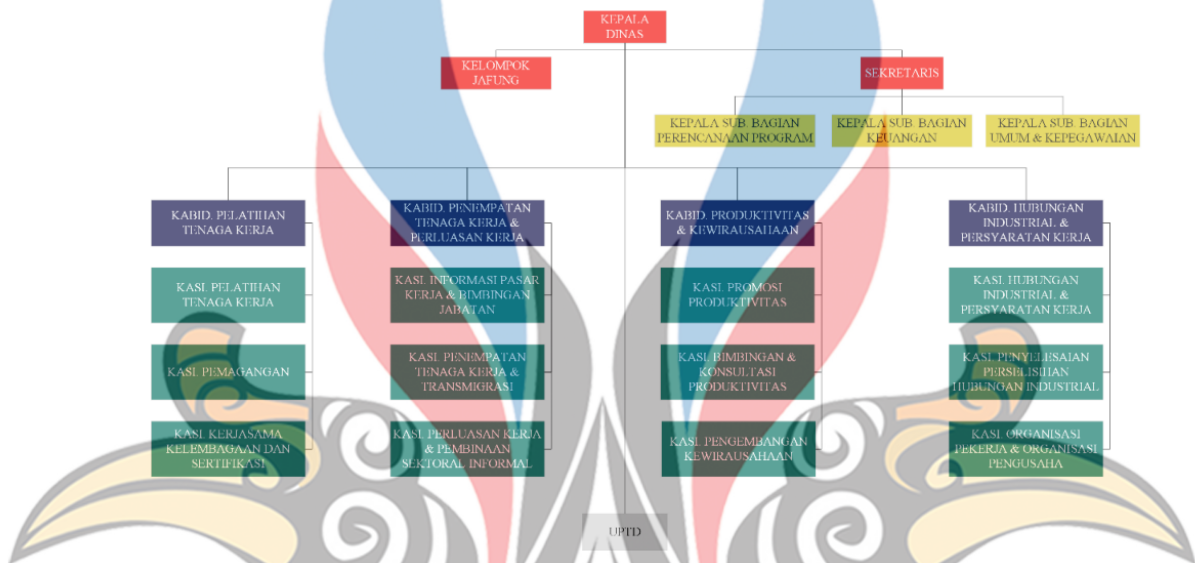 KEPALA
DINAS
KELOMPOK
JAFUNG
SEKRETARIS
KEPALA SUB. BAGIAN
PERENCANAAN PROGRAM
KEPALA SUB. BAGIAN
KEUANGAN
KEPALA SUB. BAGIAN
UMUM & KEPEGAWAIAN
KABID. PELATIHAN
TENAGA KERJA
KASI. PELATIHAN
TENAGA KERJA
KASI. PEMAGANGAN
KASI. KERJASAMA
KELEMBAGAAN DAN
SERTIFIKASI
KABID. PENEMPATAN
TENAGA KERJA &
PERLUASAN KERJA
KASI. INFORMASI PASAR
KERJA & BIMBINGAN
JABATAN
KASI. PENEMPATAN
TENAGA KERJA &
TRANSMIGRASI
KASI. PERLUASAN KERJA
& PEMBINAAN
SEKTORAL INFORMAL
KABID. PRODUKTIVITAS
& KEWIRAUSAHAAN
KASI. PROMOSI
PRODUKTIVITAS
KASI. BIMBINGAN &
KONSULTASI
PRODUKTIVITAS
KASI. PENGEMBANGAN
KEWIRAUSAHAAN
KABID. HUBUNGAN
INDUSTRIAL &
PERSYARATAN KERJA
KASI. HUBUNGAN
INDUSTRIAL &
PERSYARATAN KERJA
KASI. PENYELESAIAN
PERSELISIHAN
HUBUNGAN INDUSTRIAL
KASI. ORGANISASI
PEKERJA & ORGANISASI
PENGUSAHA
UPTD